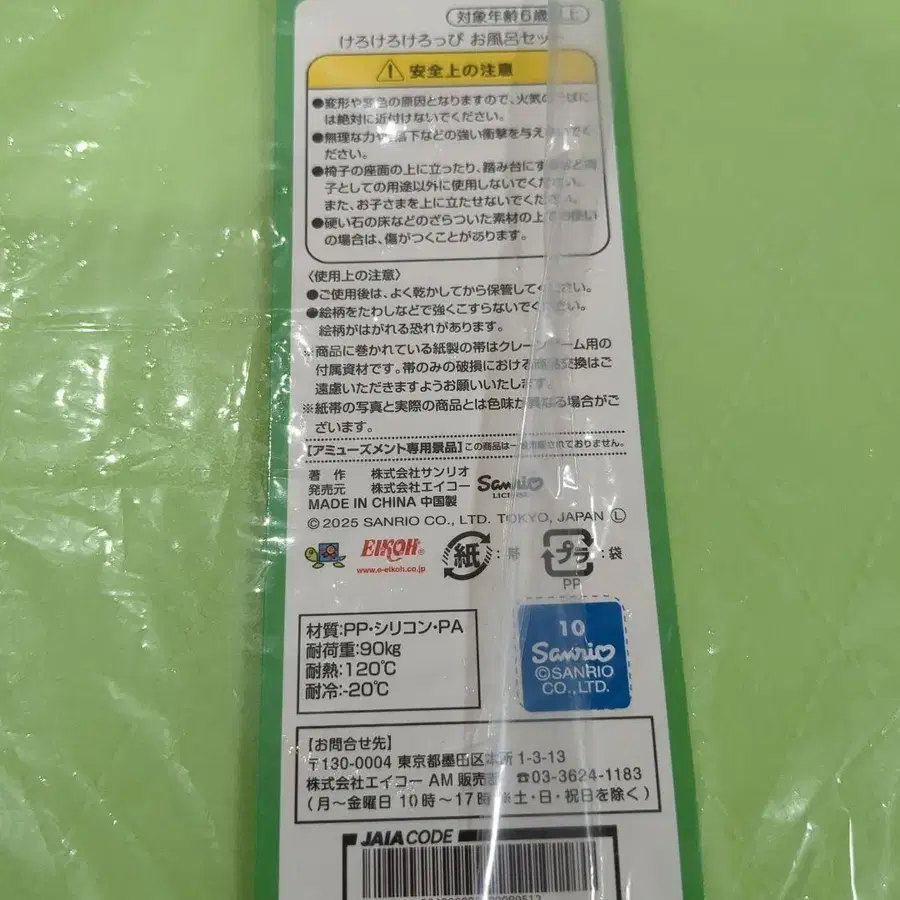 対象年齢6歳以上
けろけろけろっぴ お風呂セット
安全上の注意
●変形や変色の原因となりますので、火気のそばに
は絶対に近付けないでください。
●無理な力や落下などの強い衝撃を与えないでく
ださい。
●椅子の座面の上に立ったり、踏み台にするなど椅
子としての用途以外に使用しないでください。
また、お子さまを上に立たせないでください。
●硬い石の床などのざらついた素材の上でお使い
の場合は、傷がつくことがあります。
〈使用上の注意〉
●ご使用後は、よく乾かしてから保管してください。
●絵柄をたわしなどで強くこすらないでください。
絵柄がはがれる恐れがあります。
※商品に巻かれている紙製の帯はクレーンゲーム用の
付属資材です。帯のみの破損における商品交換はご
遠慮いただきますようお願いいたします。
※紙帯の写真と実際の商品とは色味が異なる場合がご
ざいます。
【アミューズメント専用景品】この商品は一般市販されておりません。
著 作 株式会社サンリオ
発売元 株式会社エイコー
Sanrio
LICENSE
MADE IN CHINA 中国製
© 2025 SANRIO CO., LTD. TOKYO, JAPAN Ⓛ
EIKOH®
www.e-eikoh.co.jp
紙:帯
プラ:袋
PP
材質:PP・シリコン・PA
耐荷重:90kg
耐熱:120℃
耐冷:-20℃
10
Sanrio
©SANRIO
CO.,LTD.
【お問合せ先】
〒130-0004 東京都墨田区本所 1-3-13
株式会社エイコー AM 販売部 ☎03-3624-1183
(月～金曜日 10時～17時 ※土・日・祝日を除く)
JAIA CODE